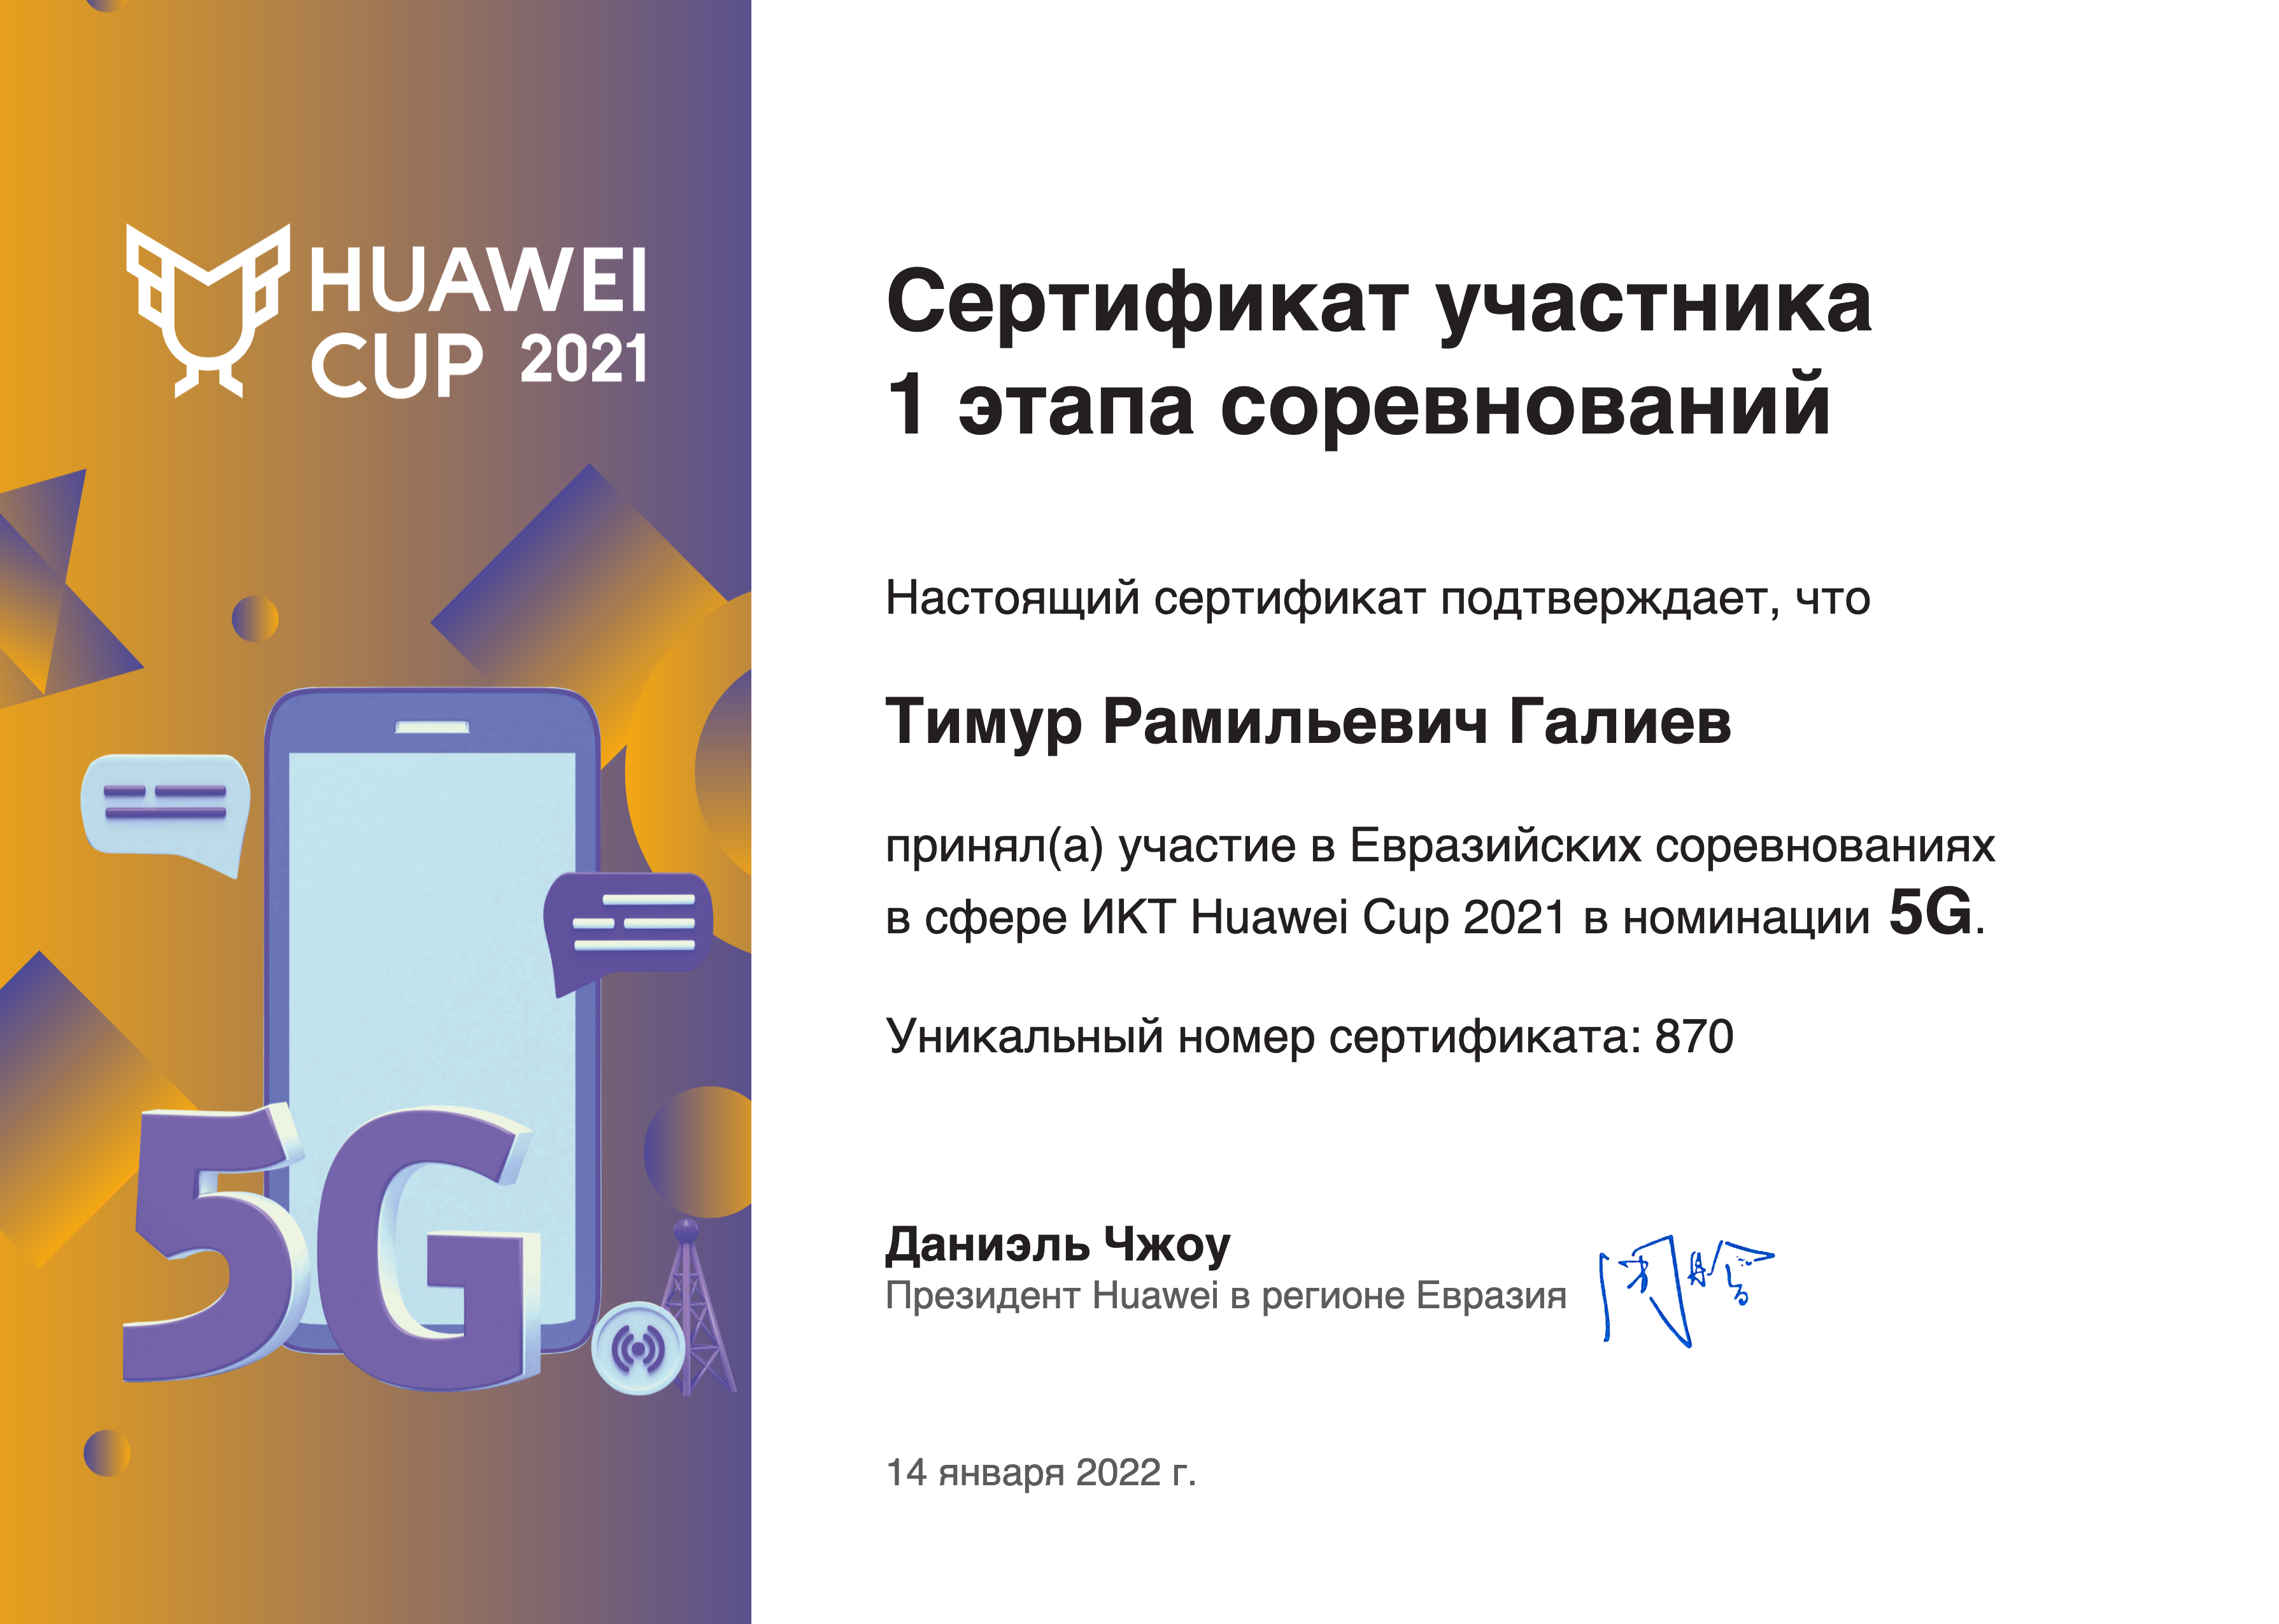 HUAWEI
CUP 2021
5G
Сертификат участника
1 этапа соревнований
Настоящий сертификат подтверждает, что
Тимур Рамильевич Галиев
принял(а) участие в Евразийских соревнованиях
в сфере ИКТ Huawei Cup 2021 в номинации 5G.
Уникальный номер сертификата: 870
Даниэль Чжоу
Президент Huawei в регионе Евразия
14 января 2022 г.